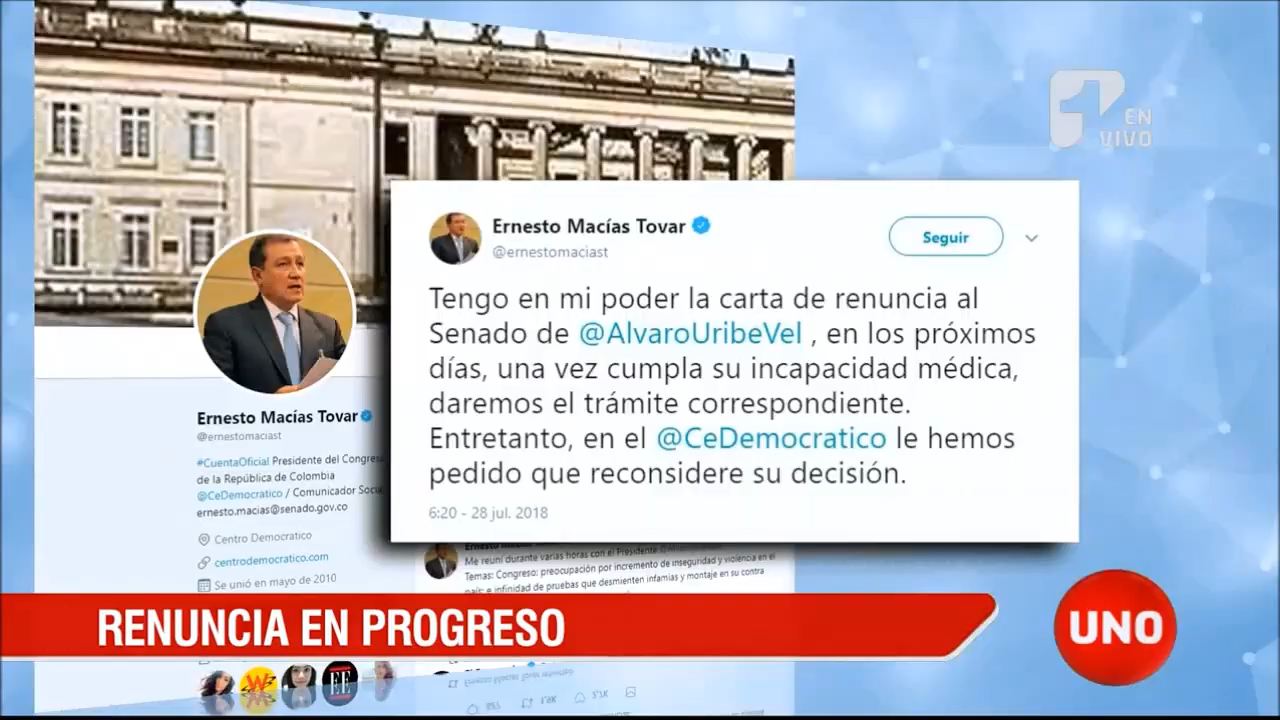 1 EN
VIVO
Ernesto Macías Tovar
@ernestomaciast
Seguir
Tengo en mi poder la carta de renuncia al
Senado de @AlvaroUribeVel , en los próximos
días, una vez cumpla su incapacidad médica,
daremos el trámite correspondiente.
Entretanto, en el @CeDemocratico le hemos
pedido que reconsidere su decisión.
6:20 - 28 jul. 2018
Ernesto Macías Tovar
@ernestomaciast
#CuentaOficial Presidente del Congres
de la República de Colombia
@CeDemocratico / Comunicador Socia
ernesto.macias@senado.gov.co
Centro Democratico
centrodemocratico.com
Se unió en mayo de 2010
Me reuní durante varias horas con el Presidente
Temas: Congreso; preocupación por incremento de inseguridad y violencia en el
país; e infinidad de pruebas que desmienten infamias y montaje en su contra
RENUNCIA EN PROGRESO
UNO
W
EE